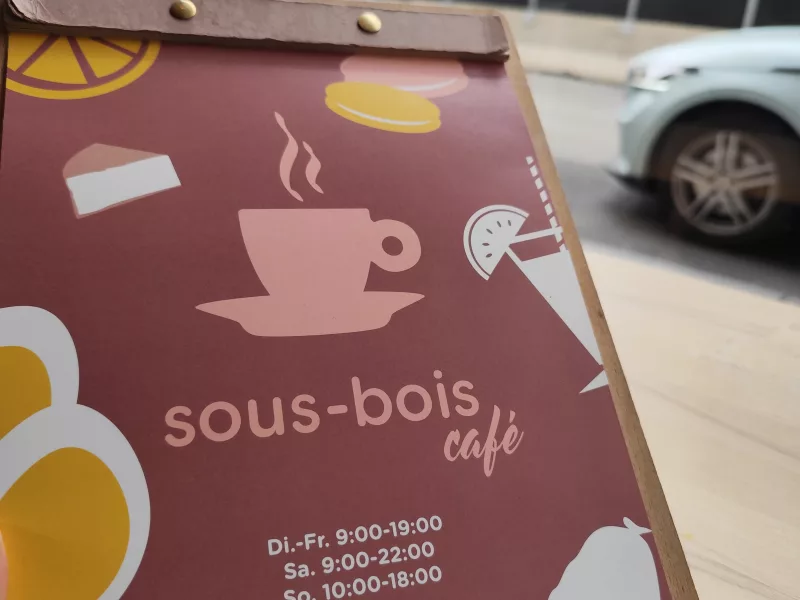 sous-bois
café
Di.-Fr. 9:00-19:00
Sa. 9:00-22:00
So. 10:00-18:00